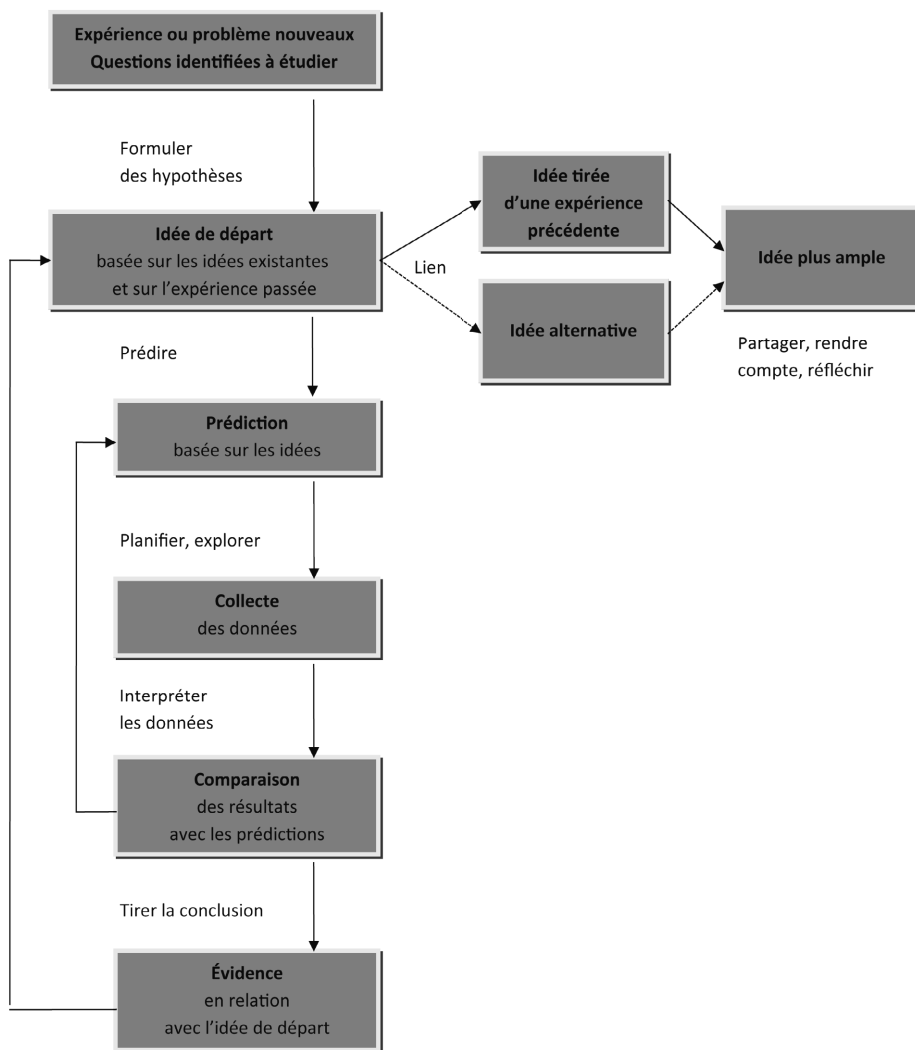 Expérience ou problème nouveaux
Questions identifiées à étudier
Formuler
des hypothèses
Idée de départ
basée sur les idées existantes
et sur l’expérience passée
Lien
Idée tirée
d’une expérience
précédente
Idée alternative
Idée plus ample
Partager, rendre
compte, réfléchir
Prédire
Prédiction
basée sur les idées
Planifier, explorer
Collecte
des données
Interpréter
les données
Comparaison
des résultats
avec les prédictions
Tirer la conclusion
Évidence
en relation
avec l’idée de départ